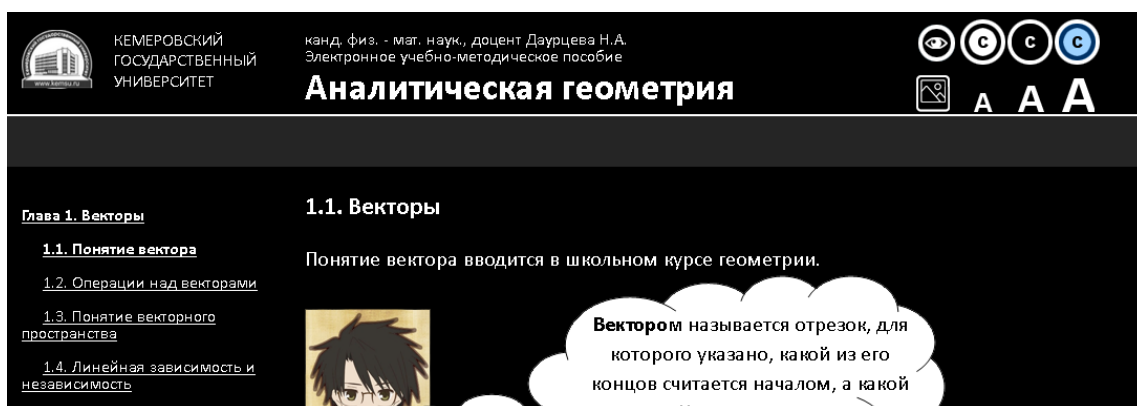 КЕМЕРОВСКИЙ
ГОСУДАРСТВЕННЫЙ
УНИВЕРСИТЕТ
www.kemsu.ru
канд. физ. - мат. наук., доцент Даурцева Н.А.
Электронное учебно-методическое пособие
Аналитическая геометрия
C C C
A A A
Глава 1. Векторы
1.1. Понятие вектора
1.2. Операции над векторами
1.3. Понятие векторного
пространства
1.4. Линейная зависимость и
независимость
1.1. Векторы
Понятие вектора вводится в школьном курсе геометрии.
Вектором называется отрезок, для
которого указано, какой из его
концов считается началом, а какой